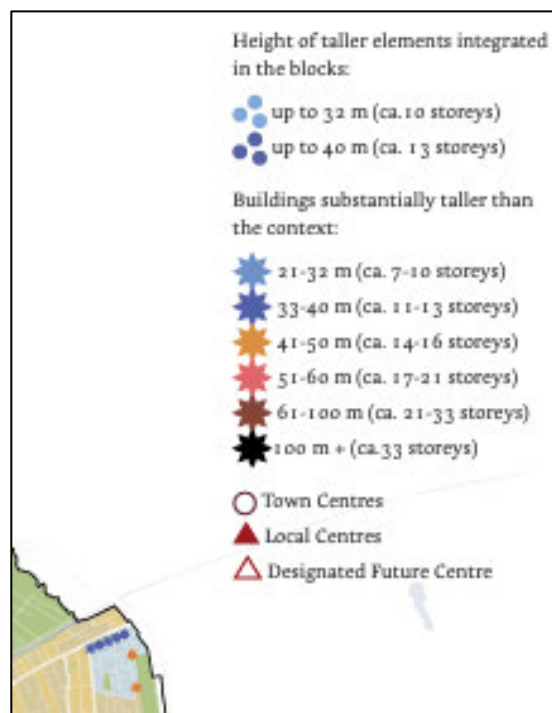 Height of taller elements integrated
in the blocks:
up to 32 m (ca.10 storeys)
up to 40 m (ca. 13 storeys)
Buildings substantially taller than
the context:
21-32 m (ca. 7-10 storeys)
33-40 m (ca. 11-13 storeys)
41-50 m (ca. 14-16 storeys)
51-60 m (ca. 17-21 storeys)
61-100 m (ca. 21-33 storeys)
100 m + (ca.33 storeys)
Town Centres
Local Centres
Designated Future Centre